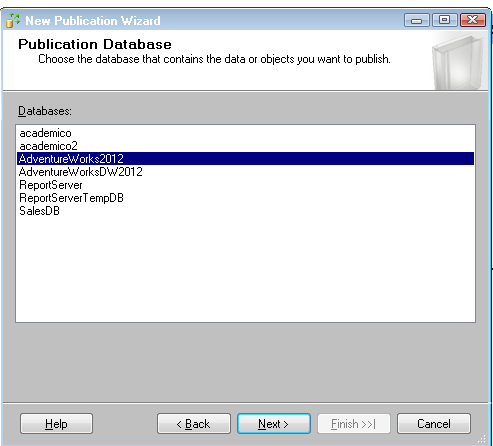 New Publication Wizard
Publication Database
Choose the database that contains the data or objects you want to publish.
Databases:
academico
academico2
AdventureWorks2012
AdventureWorksDW2012
ReportServer
ReportServerTempDB
SalesDB
Help
< Back
Next >
Finish >>|
Cancel